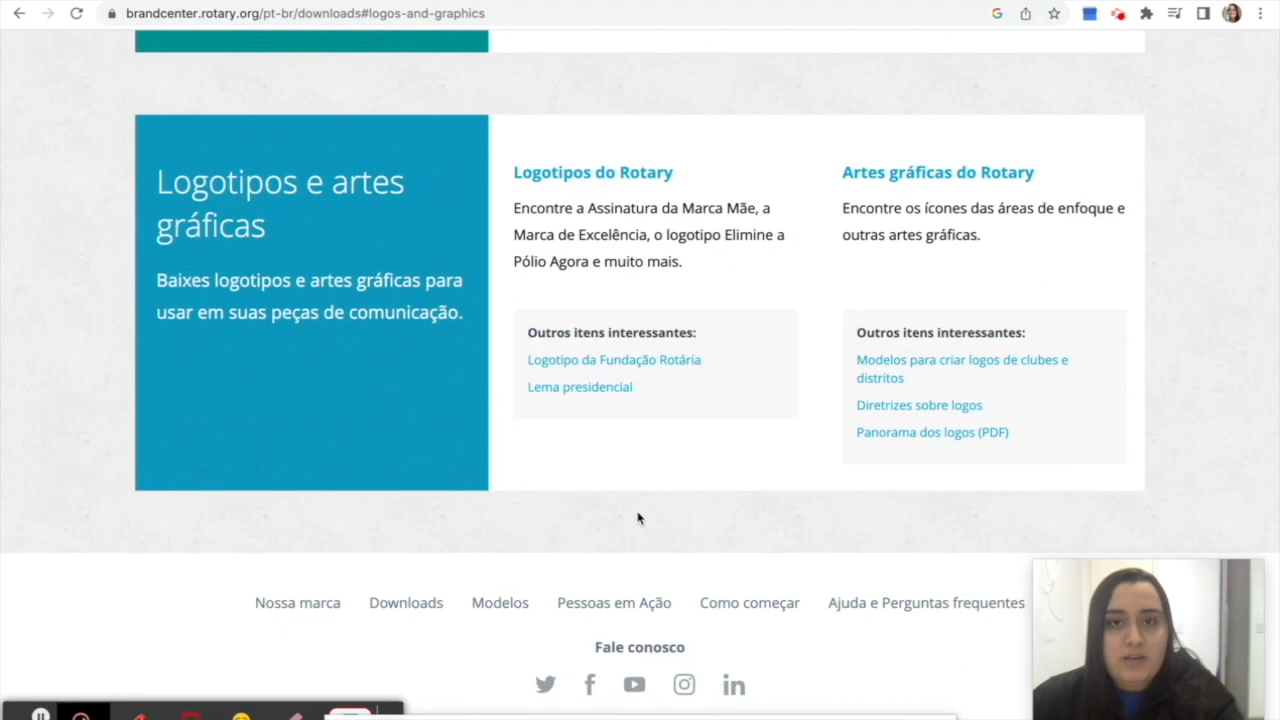 brandcenter.rotary.org/pt-br/downloads#logos-and-graphics
Logotipos e artes
gráficas
Baixes logotipos e artes gráficas para
usar em suas peças de comunicação.
Logotipos do Rotary
Encontre a Assinatura da Marca Mãe, a
Marca de Excelência, o logotipo Elimine a
Pólio Agora e muito mais.
Outros itens interessantes:
Logotipo da Fundação Rotária
Lema presidencial
Artes gráficas do Rotary
Encontre os ícones das áreas de enfoque e
outras artes gráficas.
Outros itens interessantes:
Modelos para criar logos de clubes e
distritos
Diretrizes sobre logos
Panorama dos logos (PDF)
Nossa marca Downloads Modelos Pessoas em Ação Como começar Ajuda e Perguntas frequentes
Fale conosco